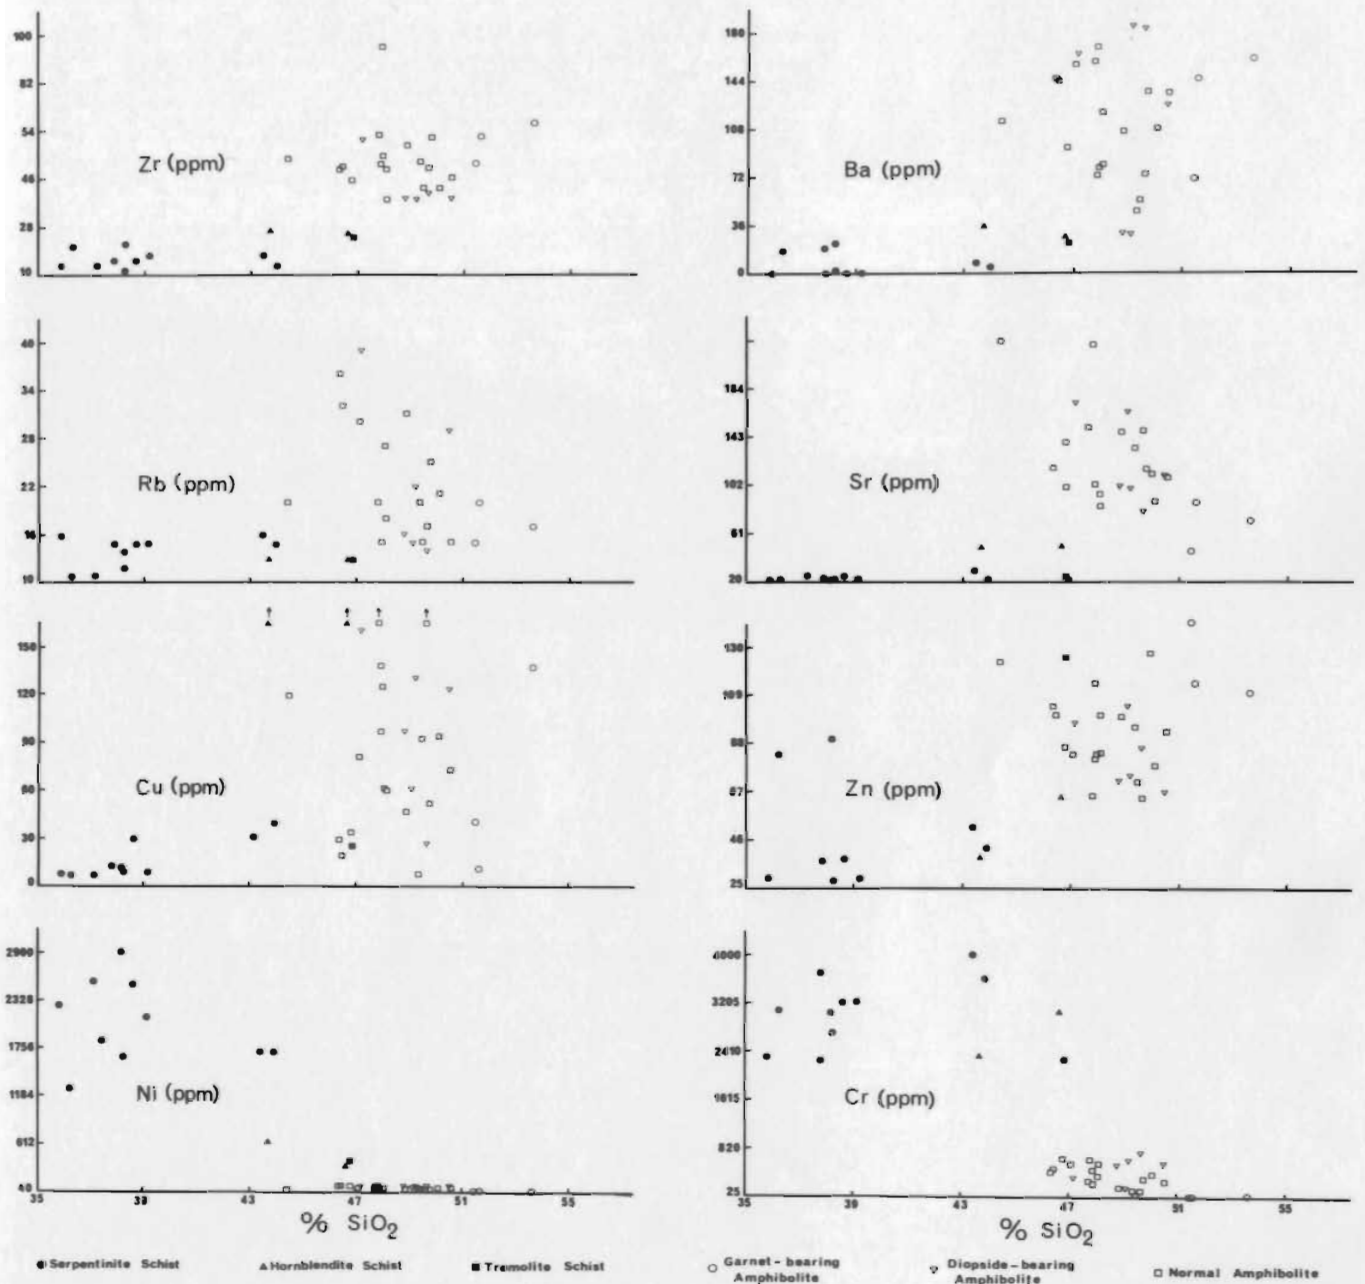 100
82
54
46
28
10
Zr (ppm)
180
144
108
72
36
0
Ba (ppm)
40
34
28
22
16
10
Rb (ppm)
184
143
102
61
20
Sr (ppm)
150
120
90
60
30
0
Cu (ppm)
130
109
88
67
46
25
Zn (ppm)
2900
2328
1756
1184
612
40
Ni (ppm)
4000
3205
2410
1615
820
25
Cr (ppm)
35 39 43 47 51 55
35 39 43 47 51 55
% SiO2
% SiO2
Serpentinite Schist
Hornblendite Schist
Tremolite Schist
Garnet-bearing
Amphibolite
Diopside-bearing
Amphibolite
Normal Amphibolite